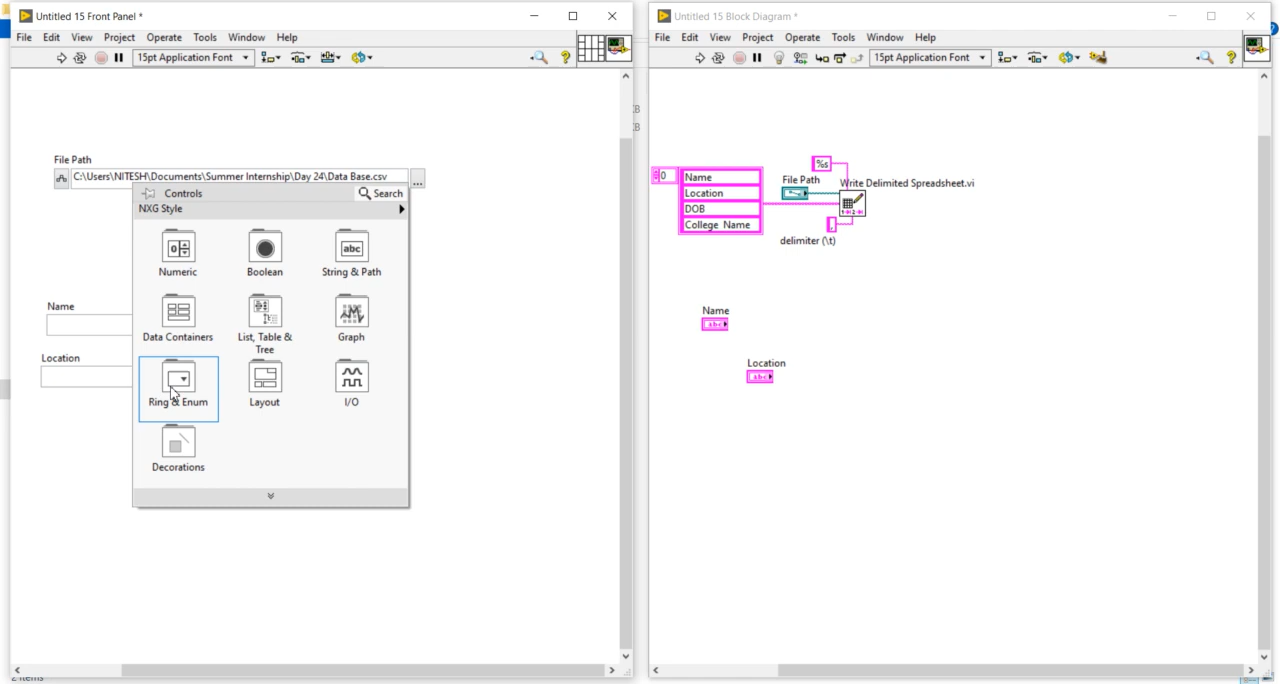 Untitled 15 Front Panel *
File Edit View Project Operate Tools Window Help
15pt Application Font
File Path
C:\Users\NITESH\Documents\Summer Internship\Day 24\Data Base.csv
...
Controls
Search
NXG Style
Numeric
Boolean
String & Path
Data Containers
List, Table &
Tree
Graph
Ring & Enum
Layout
I/O
Decorations
Name
Location
Untitled 15 Block Diagram *
File Edit View Project Operate Tools Window Help
15pt Application Font
0
Name
Location
DOB
College Name
%s
File Path
Write Delimited Spreadsheet.vi
,
delimiter (\t)
Name
abc
Location
abc